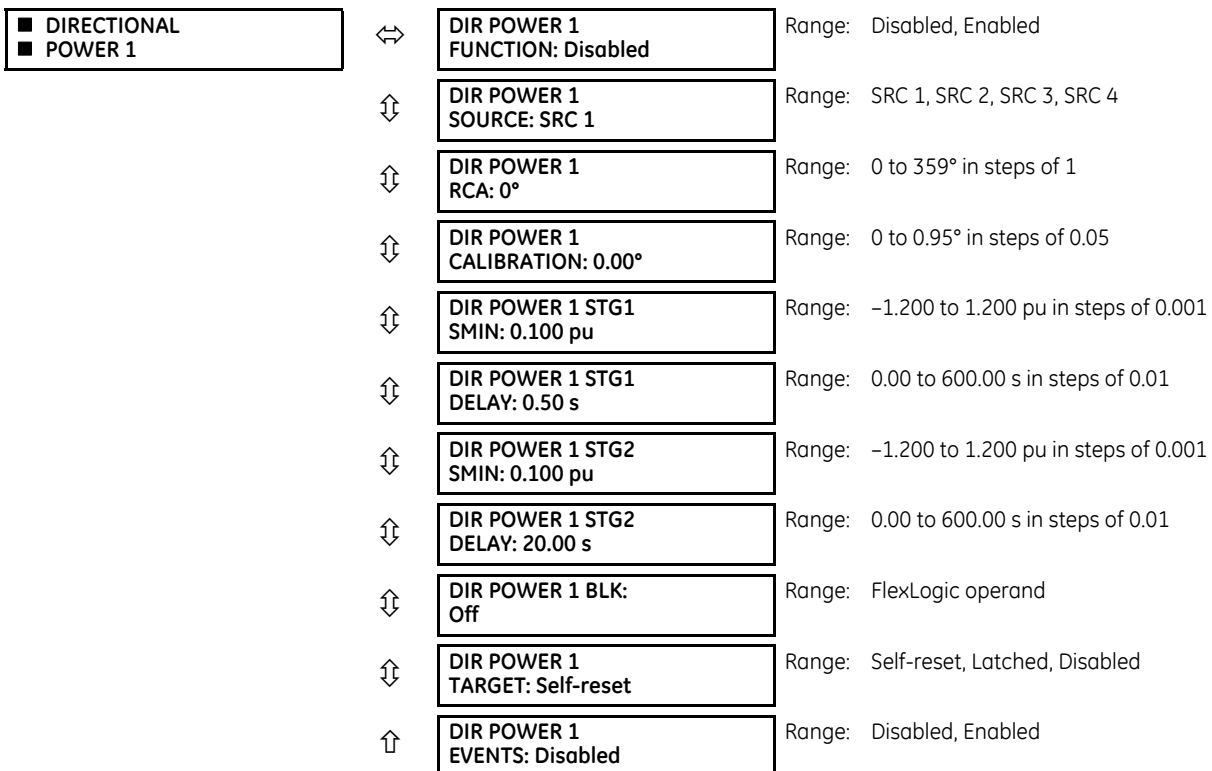 ■ DIRECTIONAL
■ POWER 1
DIR POWER 1
FUNCTION: Disabled
Range: Disabled, Enabled
DIR POWER 1
SOURCE: SRC 1
Range: SRC 1, SRC 2, SRC 3, SRC 4
DIR POWER 1
RCA: 0°
Range: 0 to 359° in steps of 1
DIR POWER 1
CALIBRATION: 0.00°
Range: 0 to 0.95° in steps of 0.05
DIR POWER 1 STG1
SMIN: 0.100 pu
Range: –1.200 to 1.200 pu in steps of 0.001
DIR POWER 1 STG1
DELAY: 0.50 s
Range: 0.00 to 600.00 s in steps of 0.01
DIR POWER 1 STG2
SMIN: 0.100 pu
Range: –1.200 to 1.200 pu in steps of 0.001
DIR POWER 1 STG2
DELAY: 20.00 s
Range: 0.00 to 600.00 s in steps of 0.01
DIR POWER 1 BLK:
Off
Range: FlexLogic operand
DIR POWER 1
TARGET: Self-reset
Range: Self-reset, Latched, Disabled
DIR POWER 1
EVENTS: Disabled
Range: Disabled, Enabled